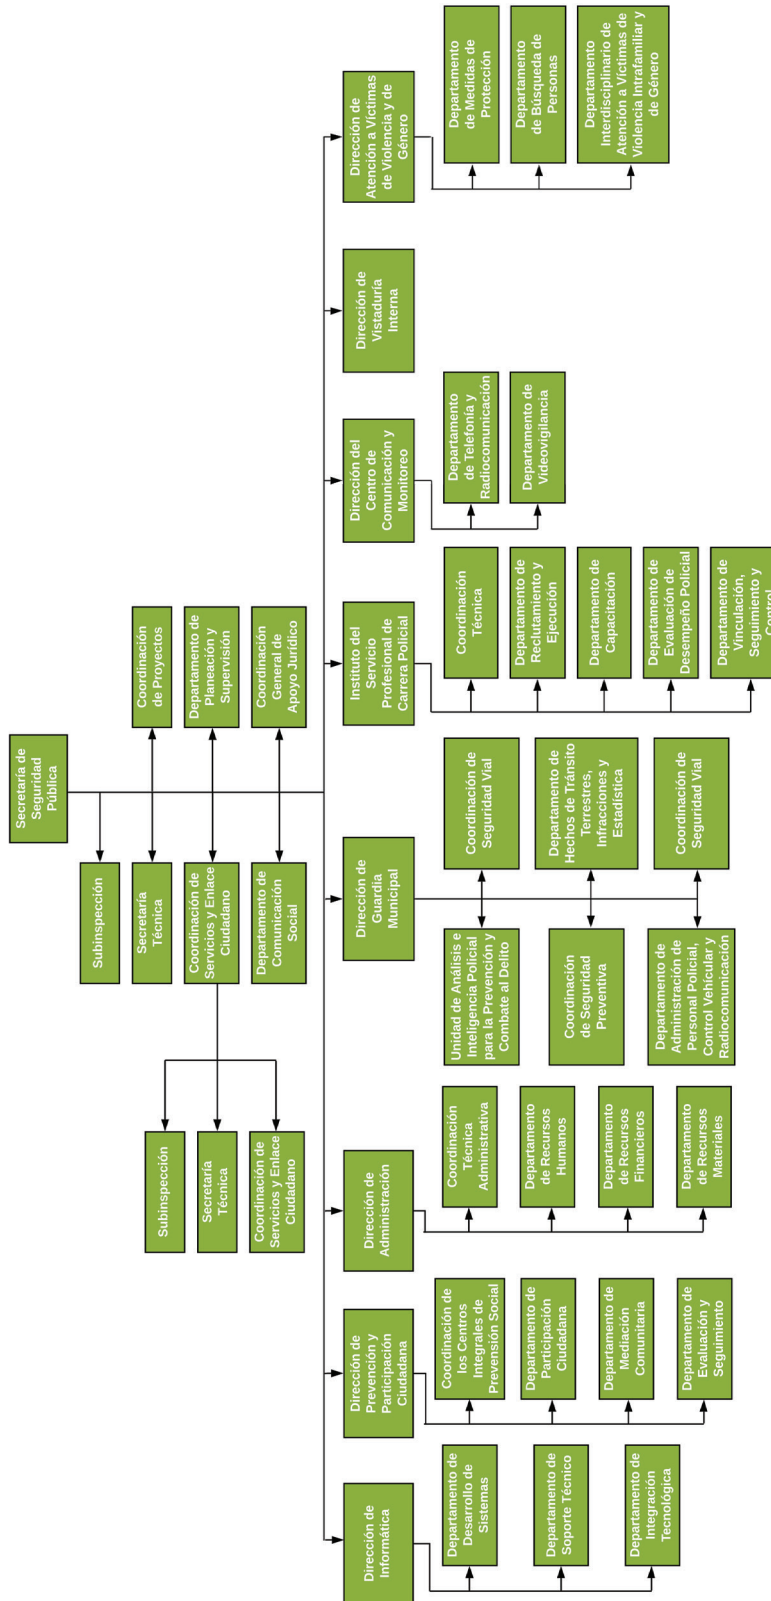 Secretaría de
Seguridad
Pública
Subinspección
Secretaría
Técnica
Coordinación
de Proyectos
Coordinación de
Servicios y Enlace
Ciudadano
Departamento de
Planeación y
Supervisión
Departamento de
Comunicación
Social
Coordinación
General de
Apoyo Jurídico
Subinspección
Secretaría
Técnica
Coordinación de
Servicios y Enlace
Ciudadano
Dirección de
Informática
Departamento de
Desarrollo de
Sistemas
Departamento de
Soporte Técnico
Departamento de
Integración
Tecnológica
Dirección de
Prevención y
Participación
Ciudadana
Coordinación de
los Centros
Integrales de
Prevensión Social
Departamento de
Participación
Ciudadana
Departamento de
Mediación
Comunitaria
Departamento de
Evaluación y
Seguimiento
Dirección de
Administración
Coordinación
Técnica
Administrativa
Departamento
de Recursos
Humanos
Departamento
de Recursos
Financieros
Departamento
de Recursos
Materiales
Dirección de
Guardia
Municipal
Unidad de Análisis e
Inteligencia Policial
para la Prevención y
Combate al Delito
Coordinación de
Seguridad Vial
Coordinación
de Seguridad
Preventiva
Departamento de
Hechos de Tránsito
Terrestres,
Infracciones y
Estadística
Departamento de
Administración de
Personal Policial,
Control Vehícular y
Radiocomunicación
Coordinación de
Seguridad Vial
Instituto del
Servicio
Profesional de
Carrera Policial
Coordinación
Técnica
Departamento de
Reclutamiento y
Ejecución
Departamento de
Capacitación
Departamento de
Evaluación de
Desempeño Policial
Departamento de
Vinculación,
Seguimiento y
Control
Dirección del
Centro de
Comunicación y
Monitoreo
Departamento
de Telefonía y
Radiocomunicación
Departamento de
Videovigilancia
Dirección de
Vistaduría
Interna
Dirección de
Atención a Víctimas
de Violencia y de
Género
Departamento
de Medidas de
Protección
Departamento
de Búsqueda de
Personas
Departamento
Interdisciplinario de
Atención a Víctimas de
Violencia Intrafamiliar y
de Género